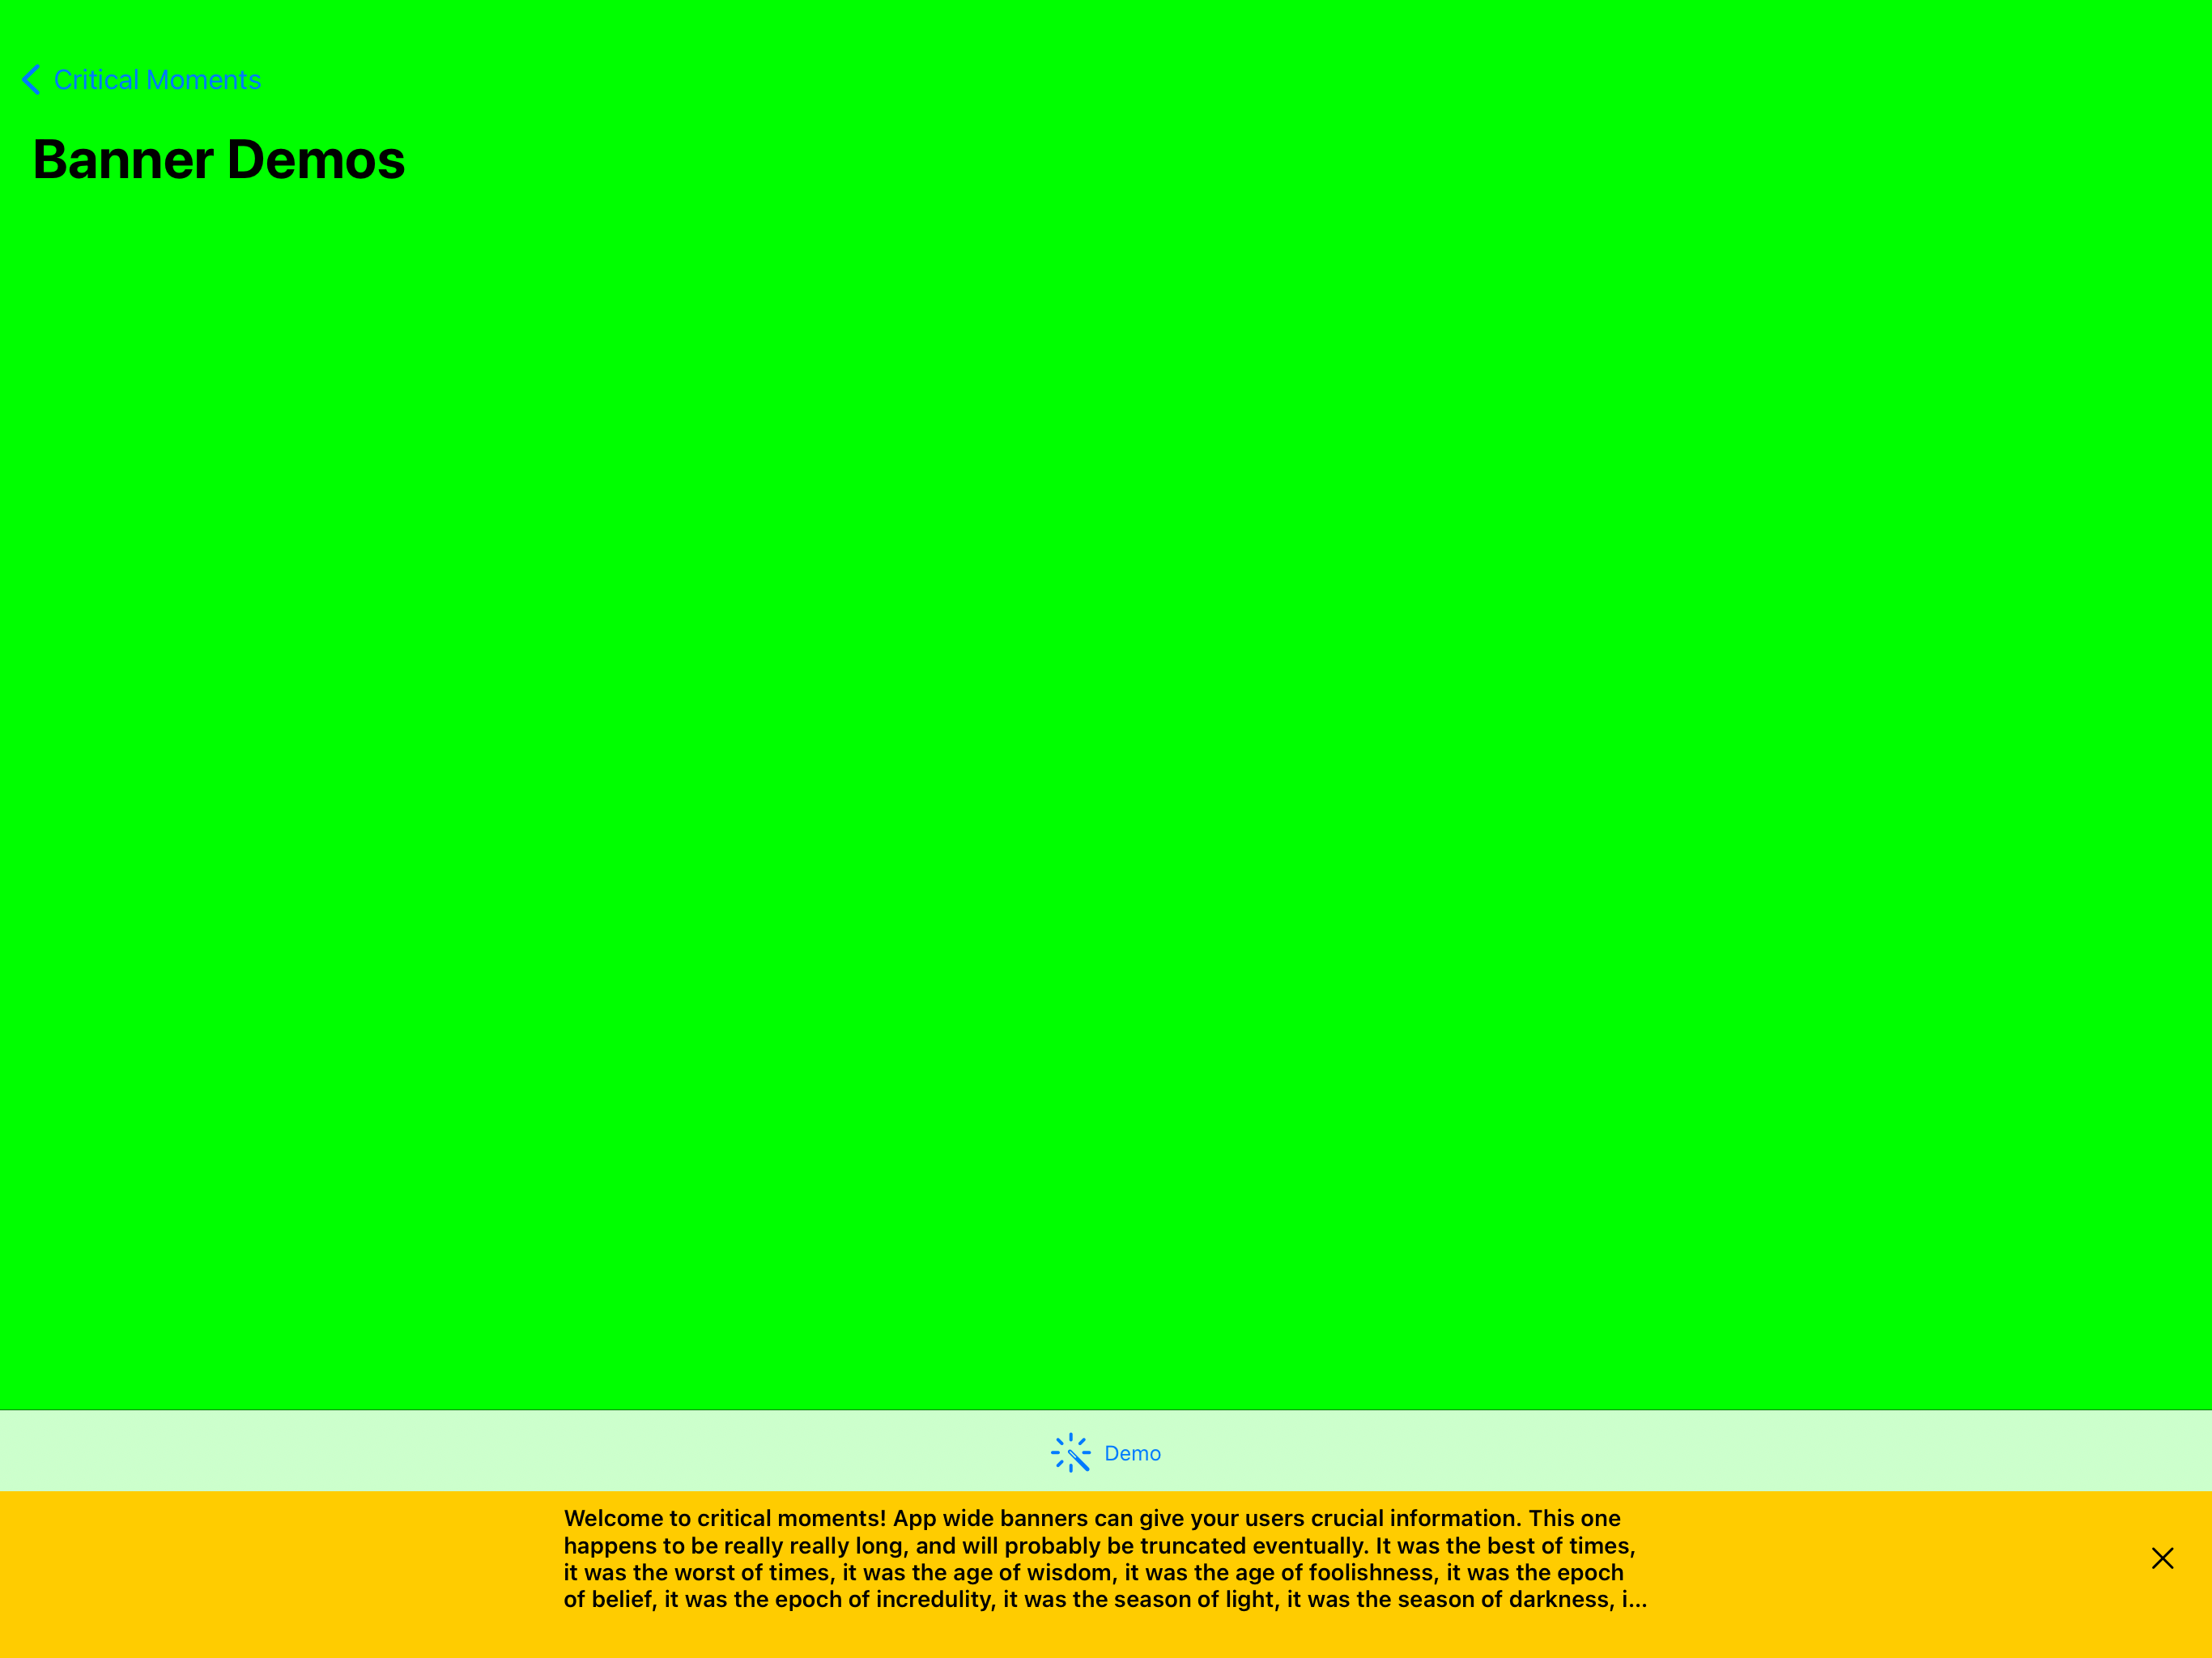 Critical Moments
Banner Demos
Demo
Welcome to critical moments! App wide banners can give your users crucial information. This one
happens to be really really long, and will probably be truncated eventually. It was the best of times,
it was the worst of times, it was the age of wisdom, it was the age of foolishness, it was the epoch
of belief, it was the epoch of incredulity, it was the season of light, it was the season of darkness, i...